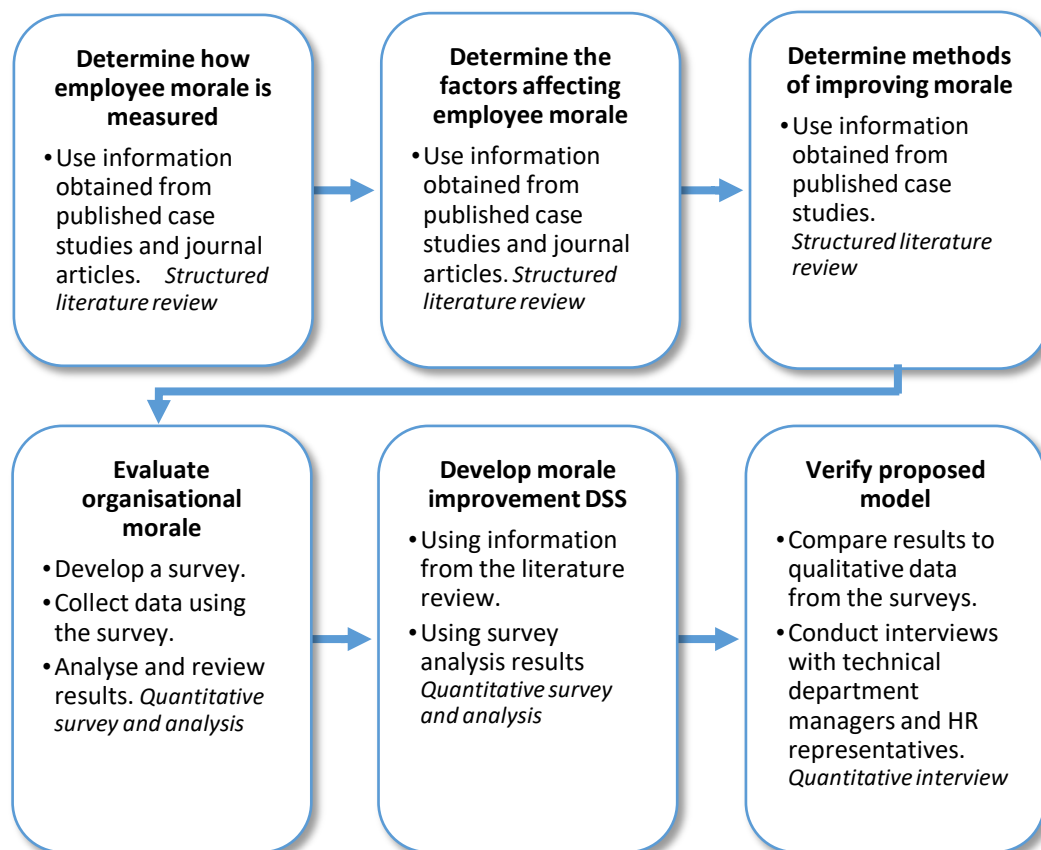 Determine how
employee morale is
measured
•Use information
obtained from
published case
studies and journal
articles. Structured
literature review
Determine the
factors affecting
employee morale
•Use information
obtained from
published case
studies and journal
articles. Structured
literature review
Determine methods
of improving morale
•Use information
obtained from
published case
studies.
Structured literature
review
Evaluate
organisational
morale
•Develop a survey.
•Collect data using
the survey.
•Analyse and review
results. Quantitative
survey and analysis
Develop morale
improvement DSS
•Using information
from the literature
review.
•Using survey
analysis results
Quantitative survey
and analysis
Verify proposed
model
•Compare results to
qualitative data
from the surveys.
•Conduct interviews
with technical
department
managers and HR
representatives.
Quantitative interview